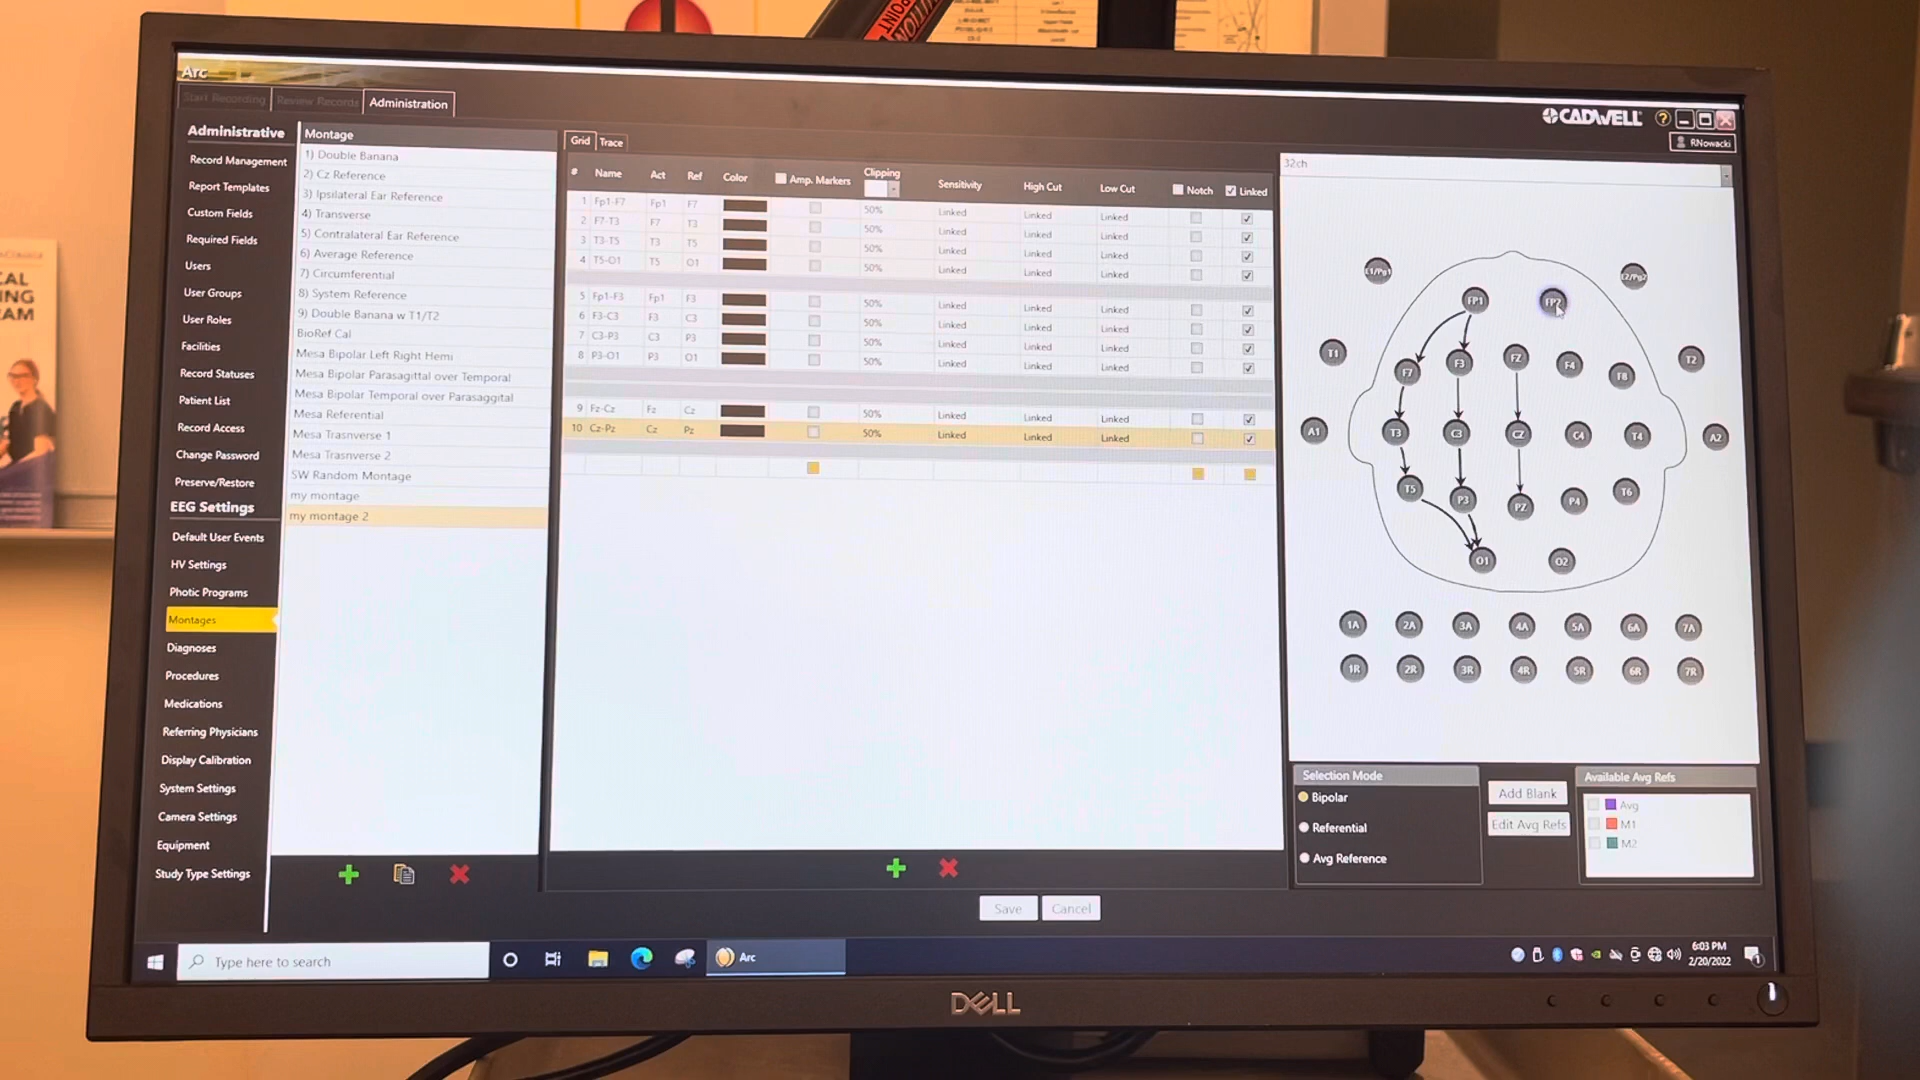 Arc
Start Recording
Review Records
Administration
CADWELL
RNowacki
Administrative
Record Management
Report Templates
Custom Fields
Required Fields
Users
User Groups
User Roles
Facilities
Record Statuses
Patient List
Record Access
Change Password
Preserve/Restore
EEG Settings
Default User Events
HV Settings
Photic Programs
Montages
Diagnoses
Procedures
Medications
Referring Physicians
Display Calibration
System Settings
Camera Settings
Equipment
Study Type Settings
Montage
1) Double Banana
2) Cz Reference
3) Ipsilateral Ear Reference
4) Transverse
5) Contralateral Ear Reference
6) Average Reference
7) Circumferential
8) System Reference
9) Double Banana w T1/T2
BioRef Cal
Mesa Bipolar Left Right Hemi
Mesa Bipolar Parasagittal over Temporal
Mesa Bipolar Temporal over Parasaggital
Mesa Referential
Mesa Trasnverse 1
Mesa Trasnverse 2
SW Random Montage
my montage
my montage 2
Grid Trace
# Name Act Ref Color Amp. Markers Clipping Sensitivity High Cut Low Cut Notch Linked
1 Fp1-F7 Fp1 F7 50% Linked Linked Linked
2 F7-T3 F7 T3 50% Linked Linked Linked
3 T3-T5 T3 T5 50% Linked Linked Linked
4 T5-O1 T5 O1 50% Linked Linked Linked
5 Fp1-F3 Fp1 F3 50% Linked Linked Linked
6 F3-C3 F3 C3 50% Linked Linked Linked
7 C3-P3 C3 P3 50% Linked Linked Linked
8 P3-O1 P3 O1 50% Linked Linked Linked
9 Fz-Cz Fz Cz 50% Linked Linked Linked
10 Cz-Pz Cz Pz 50% Linked Linked Linked
32ch
E1/Pg1 E2/Pg2
FP1 FP2
T1 F7 F3 FZ F4 T8 T2
A1 T3 C3 CZ C4 T4 A2
T5 P3 PZ P4 T6
O1 O2
1A 2A 3A 4A 5A 6A 7A
1R 2R 3R 4R 5R 6R 7R
Selection Mode
Bipolar
Referential
Avg Reference
Add Blank
Edit Avg Refs
Available Avg Refs
Avg
M1
M2
Save
Cancel
Type here to search
Arc
6:03 PM
2/20/2022
DELL